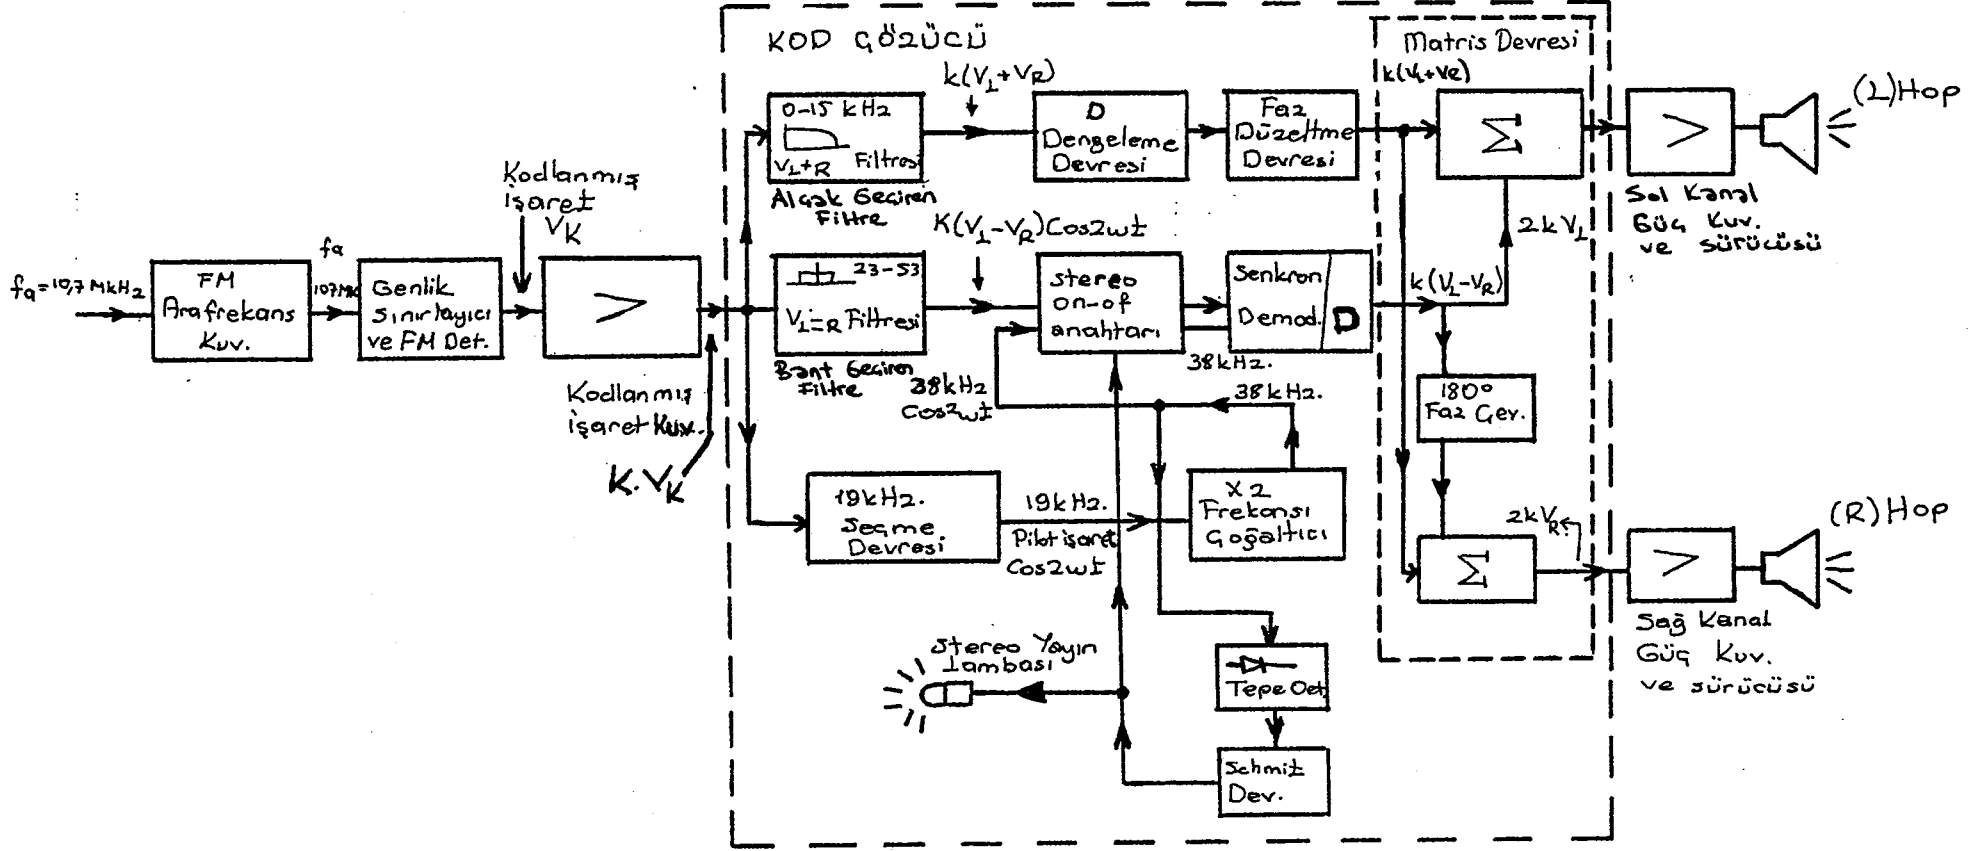 KOD ÇÖZÜCÜ
Matris Devresi
k(VL+VR)
k(VL+VR)
0-15 kHz
VL+R Filtresi
Alçak Geçiren
Filtre
D
Dengeleme
Devresi
Faz
Düzeltme
Devresi
Σ
>
(L)Hop
Sol Kanal
Güç Kuv.
ve sürücüsü
Kodlanmış
işaret
VK
fa=10,7 MkHz
FM
Arafrekans
Kuv.
fa
107MK
Genlik
sınırlayıcı
ve FM Det.
>
Kodlanmış
işaret Kuv.
K.VK
K(VL-VR)Cos2wt
23-53
VL-R Filtresi
Bant Geçiren
Filtre
stereo
on-of
anahtarı
Senkron
Demod. D
2kVL
k(VL-VR)
38kHz.
38kHz
Cos2wt
38kHz.
180°
Faz Çev.
19kHz.
Seçme
Devresi
19kHz.
Pilot işaret
Cos2wt
X2
Frekansı
Çoğaltıcı
2kVR
Σ
>
(R)Hop
Sağ Kanal
Güç Kuv.
ve sürücüsü
Stereo Yayın
Lambası
Tepe Det
Schmit
Dev.